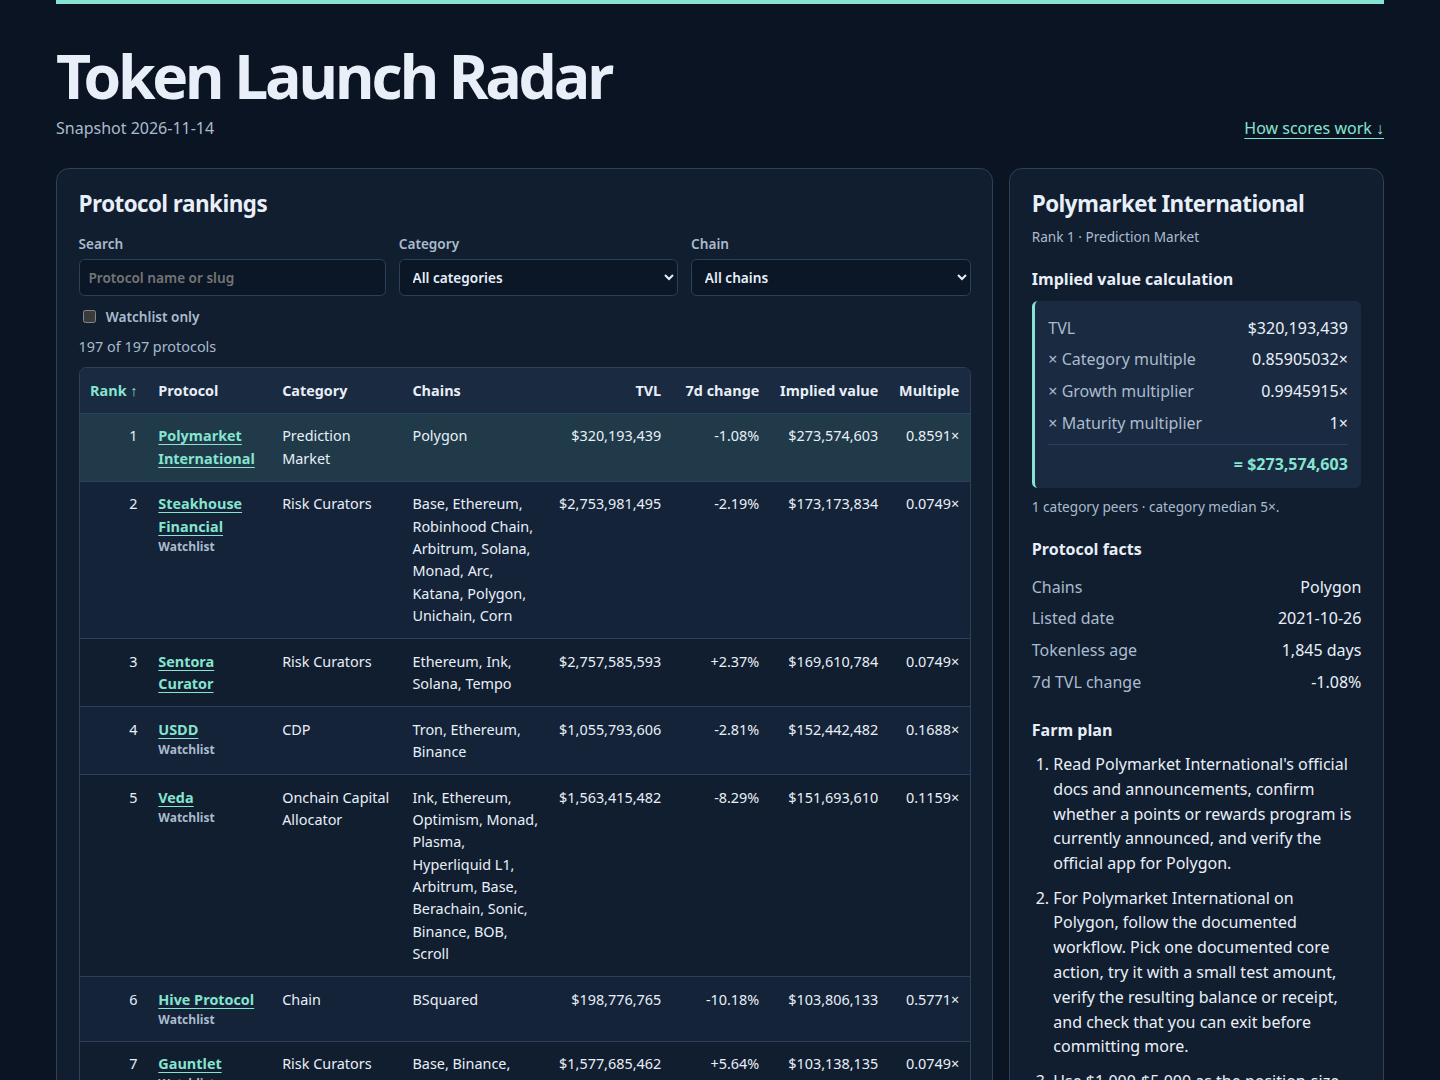 Token Launch Radar
Snapshot 2026-11-14
How scores work ↓
Protocol rankings
Search
Category
Chain
Protocol name or slug
All categories
All chains
Watchlist only
197 of 197 protocols
Rank ↑ Protocol Category Chains TVL 7d change Implied value Multiple
1 Polymarket Prediction Polygon $320,193,439 -1.08% $273,574,603 0.8591×
International Market
2 Steakhouse Risk Curators Base, Ethereum, $2,753,981,495 -2.19% $173,173,834 0.0749×
Financial Robinhood Chain,
Watchlist Arbitrum, Solana,
Monad, Arc,
Katana, Polygon,
Unichain, Corn
3 Sentora Risk Curators Ethereum, Ink, $2,757,585,593 +2.37% $169,610,784 0.0749×
Curator Solana, Tempo
4 USDD CDP Tron, Ethereum, $1,055,793,606 -2.81% $152,442,482 0.1688×
Watchlist Binance
5 Veda Onchain Capital Ink, Ethereum, $1,563,415,482 -8.29% $151,693,610 0.1159×
Watchlist Allocator Optimism, Monad,
Plasma,
Hyperliquid L1,
Arbitrum, Base,
Berachain, Sonic,
Binance, BOB,
Scroll
6 Hive Protocol Chain BSquared $198,776,765 -10.18% $103,806,133 0.5771×
Watchlist
7 Gauntlet Risk Curators Base, Binance, $1,577,685,462 +5.64% $103,138,135 0.0749×
Polymarket International
Rank 1 · Prediction Market
Implied value calculation
TVL $320,193,439
× Category multiple 0.85905032×
× Growth multiplier 0.9945915×
× Maturity multiplier 1×
= $273,574,603
1 category peers · category median 5×.
Protocol facts
Chains Polygon
Listed date 2021-10-26
Tokenless age 1,845 days
7d TVL change -1.08%
Farm plan
1. Read Polymarket International's official
docs and announcements, confirm
whether a points or rewards program is
currently announced, and verify the
official app for Polygon.
2. For Polymarket International on
Polygon, follow the documented
workflow. Pick one documented core
action, try it with a small test amount,
verify the resulting balance or receipt,
and check that you can exit before
committing more.
3. Use $1,000-$5,000 as the position size